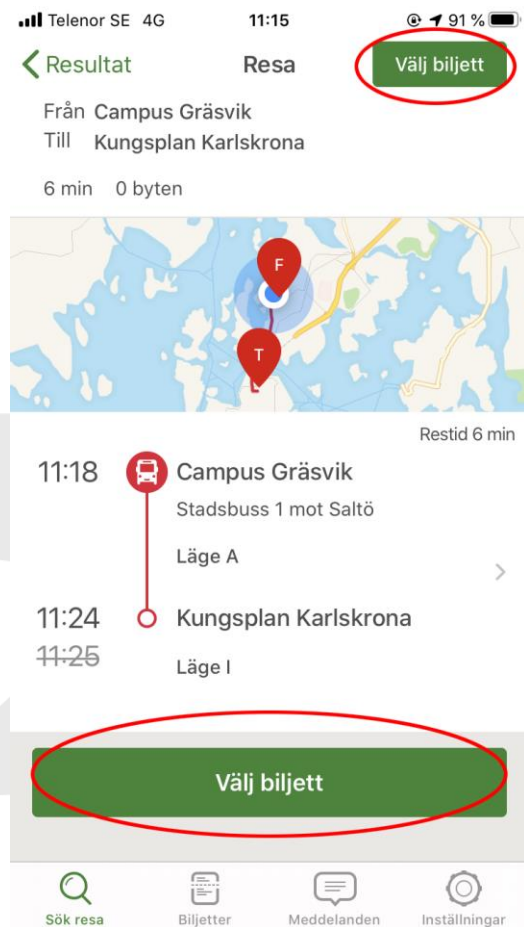 Telenor SE 4G 11:15 91 %
Resultat Resa Välj biljett
Från Campus Gräsvik
Till Kungsplan Karlskrona
6 min 0 byten
F
T
Restid 6 min
11:18 Campus Gräsvik
Stadsbuss 1 mot Saltö
Läge A
11:24 Kungsplan Karlskrona
11:25
Läge I
Välj biljett
Sök resa Biljetter Meddelanden Inställningar